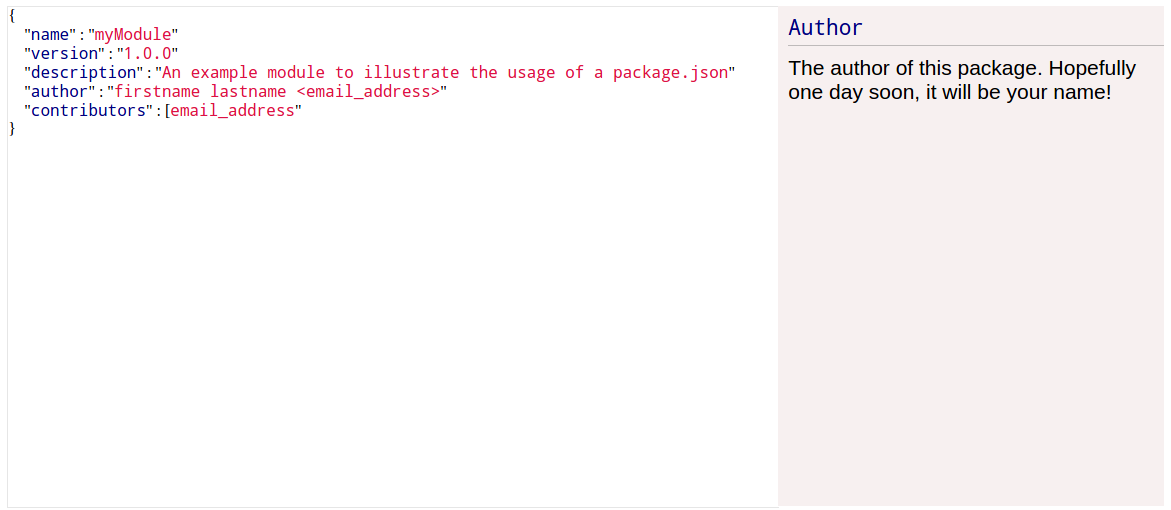 {
"name":"myModule"
"version":"1.0.0"
"description":"An example module to illustrate the usage of a package.json"
"author":"firstname lastname <email_address>"
"contributors":[email_address"
}
Author
The author of this package. Hopefully
one day soon, it will be your name!